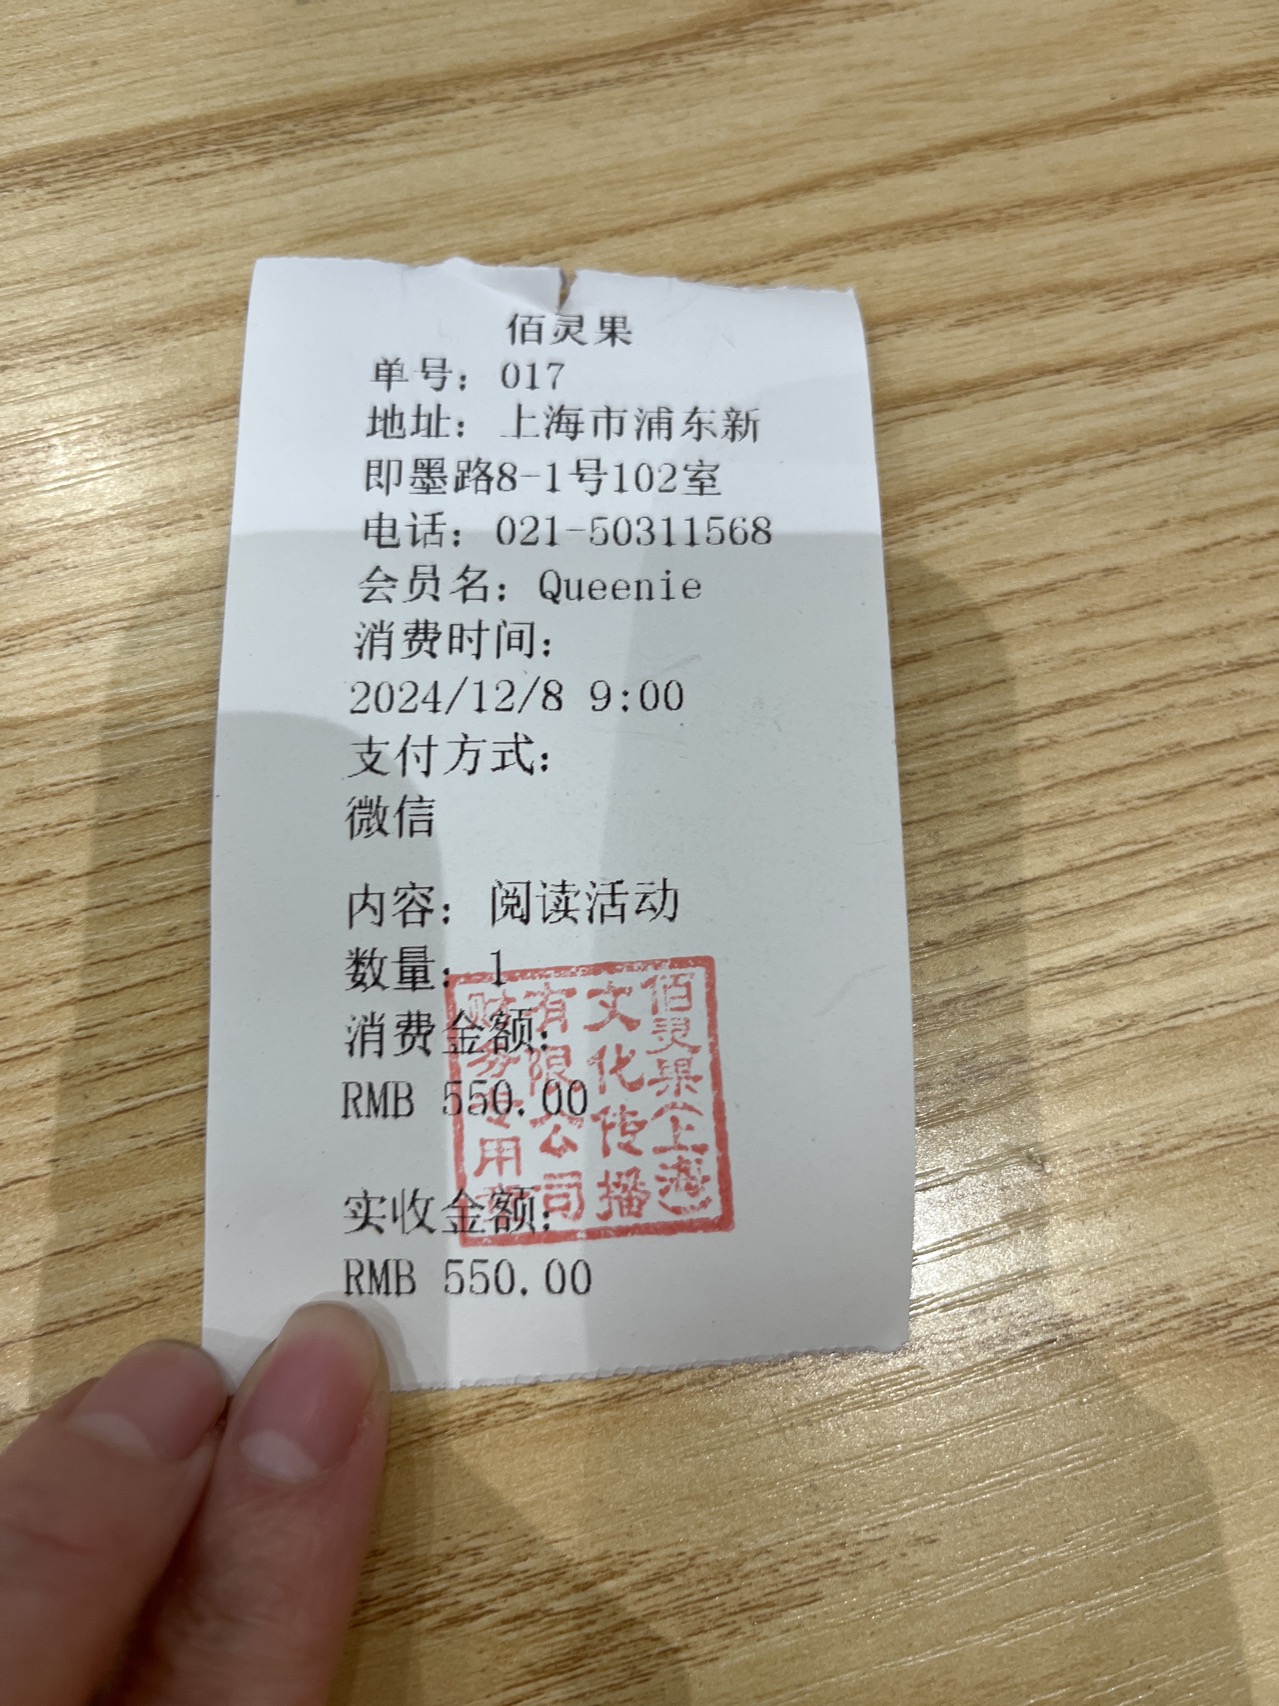 佰灵果
单号：017
地址：上海市浦东新
即墨路8-1号102室
电话：021-50311568
会员名：Queenie
消费时间：
2024/12/8 9:00
支付方式：
微信
内容：阅读活动
数量：1
消费金额：
RMB 550.00
实收金额：
RMB 550.00
佰灵果（上海）
文化传播
有限公司
财务专用章